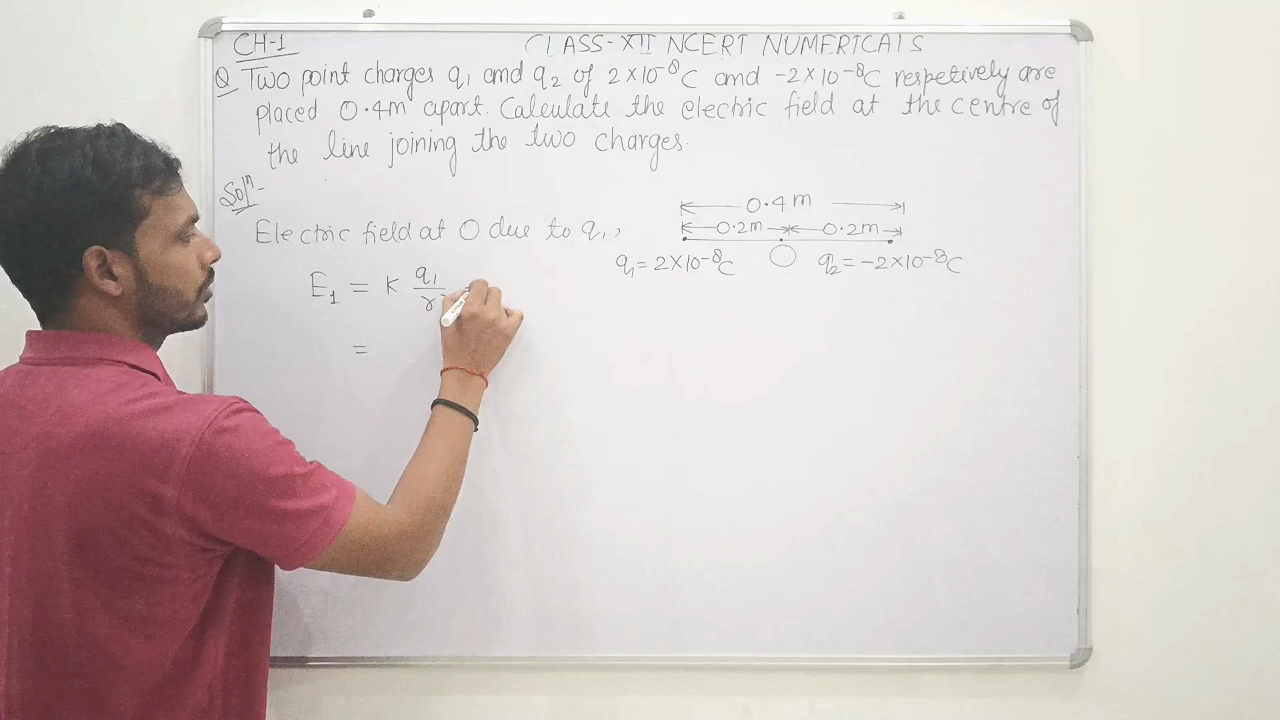 CH-1
CLASS-XII NCERT NUMERICALS
Q Two point charges q₁ and q₂ of 2×10⁻⁸C and -2×10⁻⁸C respetively are
placed 0.4m apart. Calculate the electric field at the centre of
the line joining the two charges.
Solⁿ-
0.4m
0.2m 0.2m
q₁=2×10⁻⁸C O q₂=-2×10⁻⁸C
Electric field at O due to q₁,
E₁ = K q₁/r²
=